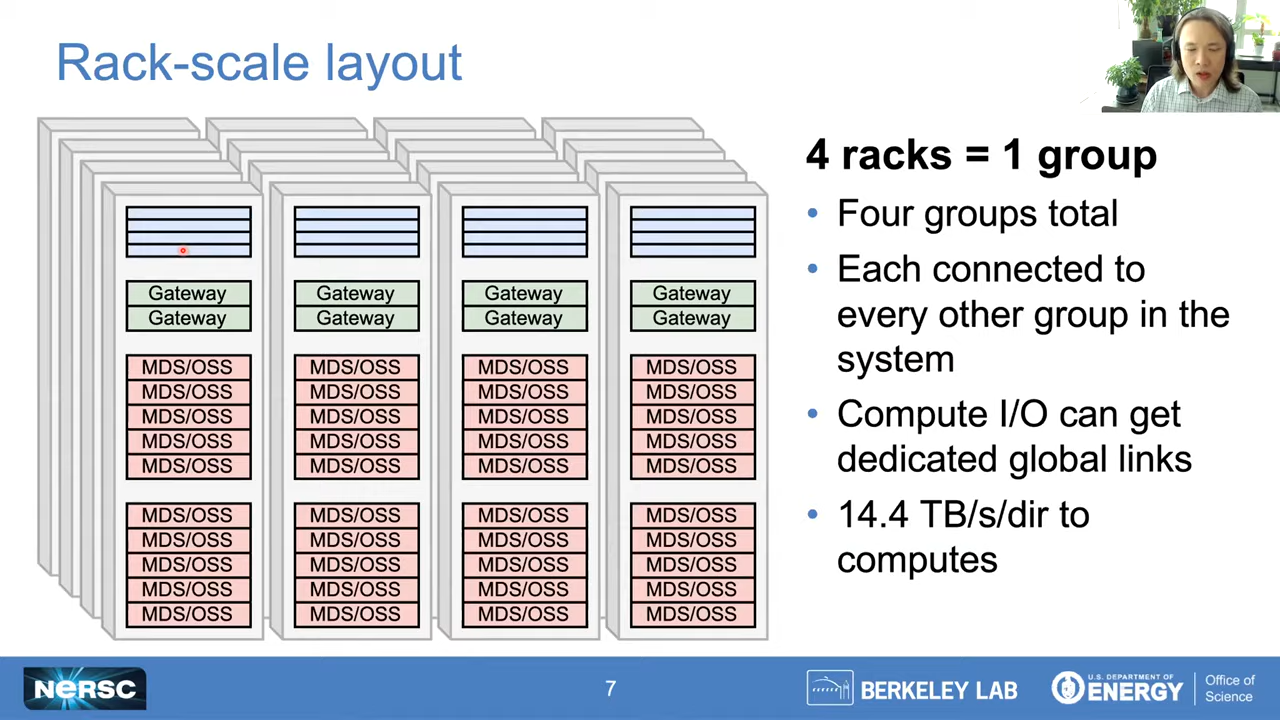 Rack-scale layout
4 racks = 1 group
• Four groups total
• Each connected to
every other group in the
system
• Compute I/O can get
dedicated global links
• 14.4 TB/s/dir to
computes
Gateway Gateway Gateway Gateway
Gateway Gateway Gateway Gateway
MDS/OSS MDS/OSS MDS/OSS MDS/OSS
MDS/OSS MDS/OSS MDS/OSS MDS/OSS
MDS/OSS MDS/OSS MDS/OSS MDS/OSS
MDS/OSS MDS/OSS MDS/OSS MDS/OSS
MDS/OSS MDS/OSS MDS/OSS MDS/OSS
MDS/OSS MDS/OSS MDS/OSS MDS/OSS
MDS/OSS MDS/OSS MDS/OSS MDS/OSS
MDS/OSS MDS/OSS MDS/OSS MDS/OSS
MDS/OSS MDS/OSS MDS/OSS MDS/OSS
MDS/OSS MDS/OSS MDS/OSS MDS/OSS
NERSC
7
BERKELEY LAB
U.S. DEPARTMENT OF
ENERGY
Office of
Science